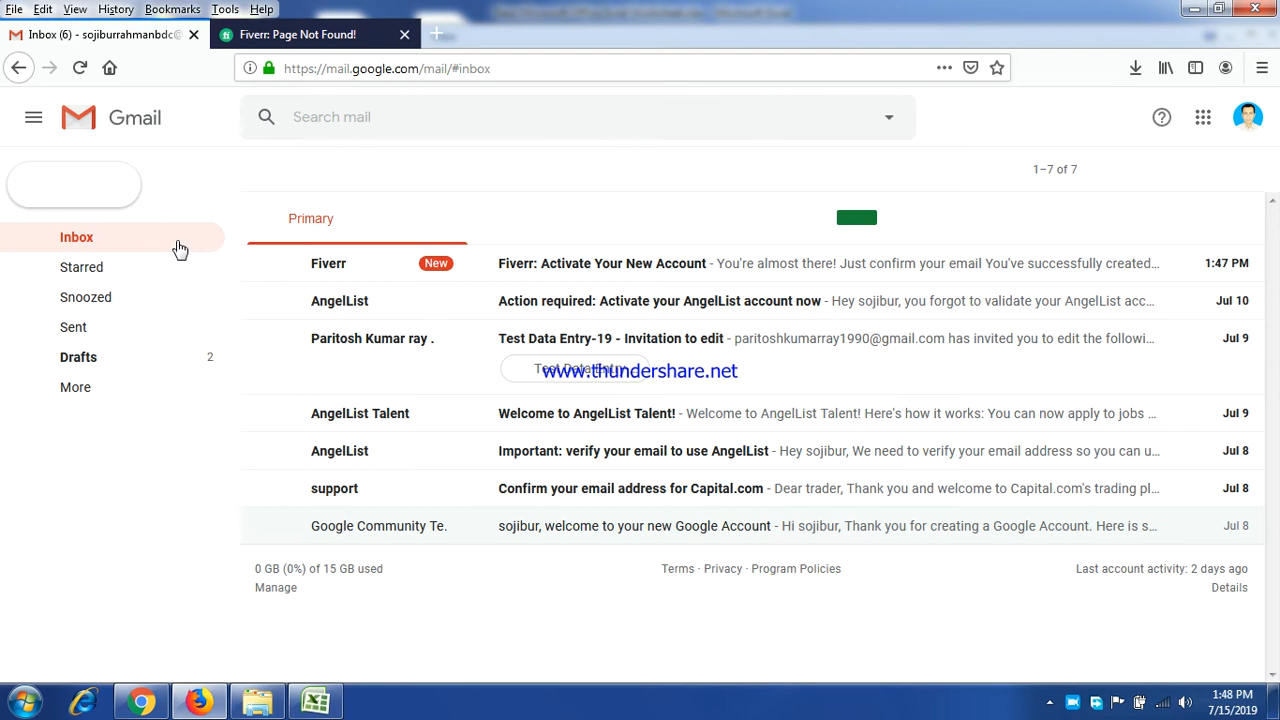 File Edit View History Bookmarks Tools Help
Inbox (6) - sojiburrahmanbdc@
Fiverr: Page Not Found!
https://mail.google.com/mail/#inbox
Gmail
Search mail
1–7 of 7
Inbox
Starred
Snoozed
Sent
Drafts 2
More
Primary
Fiverr New Fiverr: Activate Your New Account - You're almost there! Just confirm your email You've successfully created... 1:47 PM
AngelList Action required: Activate your AngelList account now - Hey sojibur, you forgot to validate your AngelList acc... Jul 10
Paritosh Kumar ray . Test Data Entry-19 - Invitation to edit - paritoshkumarray1990@gmail.com has invited you to edit the followi... Jul 9
Test Data Entry
www.thundershare.net
AngelList Talent Welcome to AngelList Talent! - Welcome to AngelList Talent! Here's how it works: You can now apply to jobs ... Jul 9
AngelList Important: verify your email to use AngelList - Hey sojibur, We need to verify your email address so you can u... Jul 8
support Confirm your email address for Capital.com - Dear trader, Thank you and welcome to Capital.com's trading pl... Jul 8
Google Community Te. sojibur, welcome to your new Google Account - Hi sojibur, Thank you for creating a Google Account. Here is s... Jul 8
0 GB (0%) of 15 GB used
Manage
Terms · Privacy · Program Policies
Last account activity: 2 days ago
Details
1:48 PM
7/15/2019